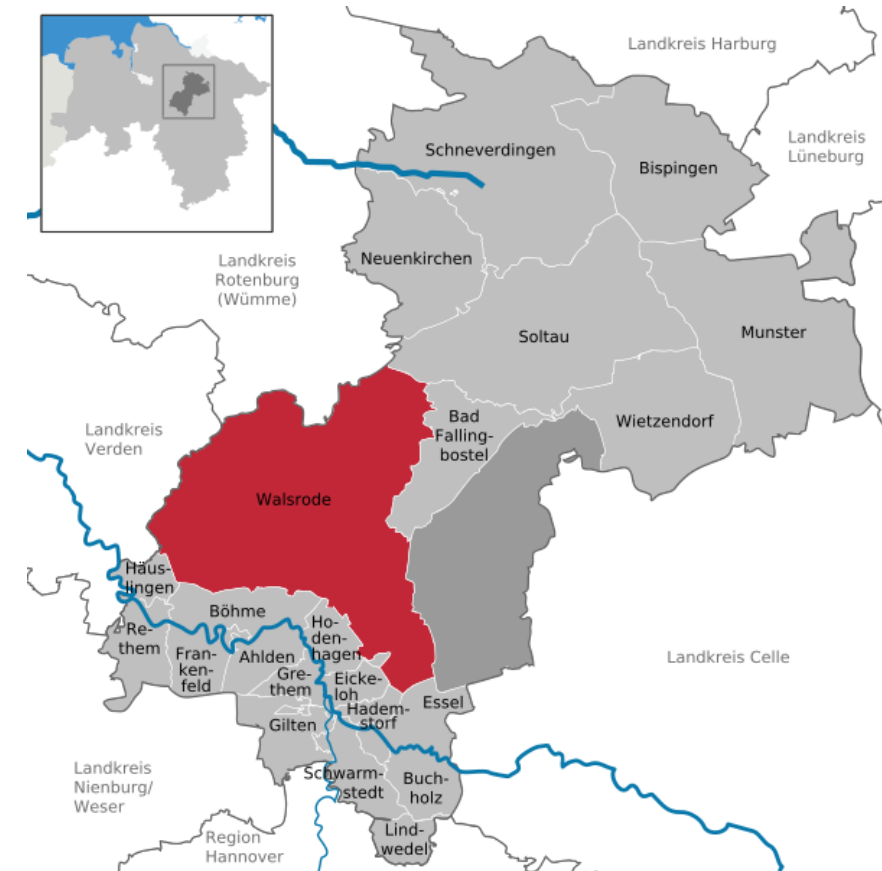 Landkreis Harburg
Landkreis
Lüneburg
Schneverdingen
Bispingen
Landkreis
Rotenburg
(Wümme)
Neuenkirchen
Soltau
Munster
Landkreis
Verden
Bad
Falling-
bostel
Wietzendorf
Walsrode
Häus-
lingen
Böhme
Ho-
den-
hagen
Re-
them
Fran-
ken-
feld
Ahlden
Gre-
them
Eicke-
loh
Landkreis Celle
Essel
Hadem-
storf
Gilten
Landkreis
Nienburg/
Weser
Schwarm-
stedt
Buch-
holz
Region
Hannover
Lind-
wedel